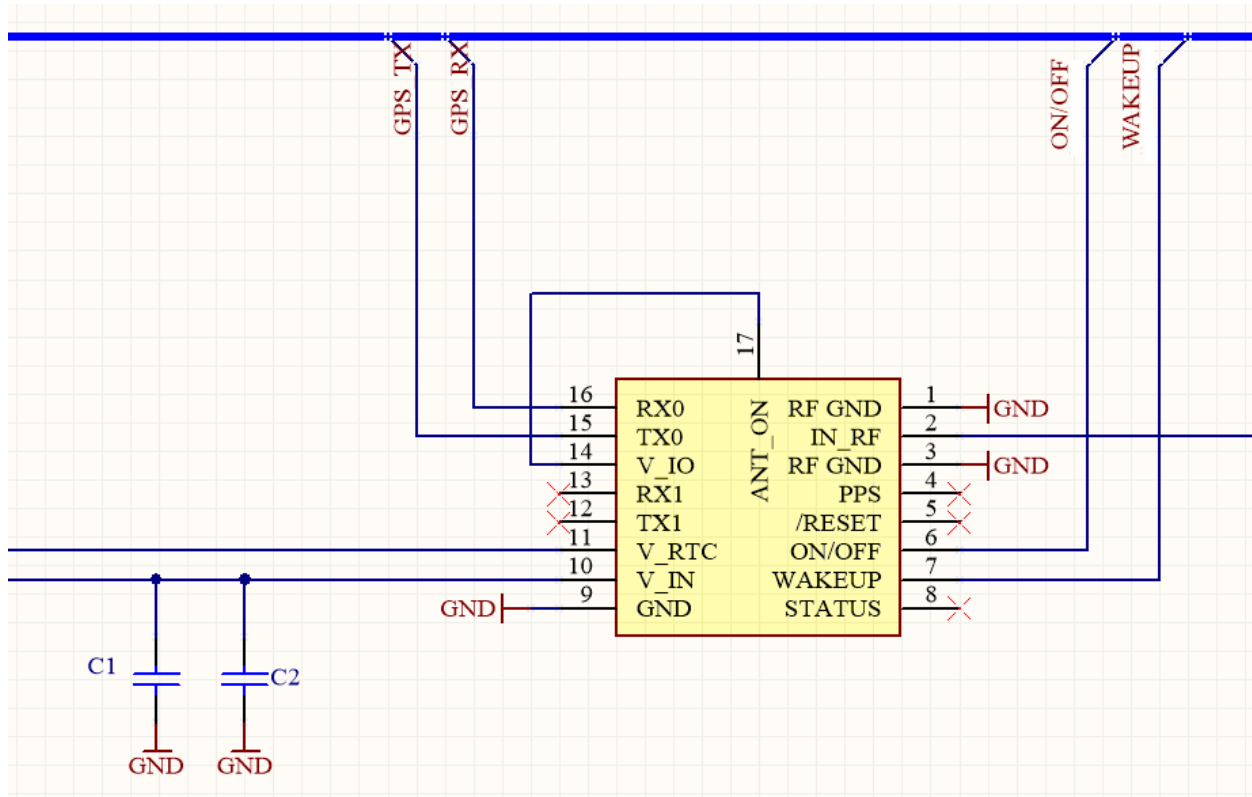 GPS TX
GPS RX
ON/OFF
WAKEUP
17
ANT_ON
16
RX0
RF GND
1
GND
15
TX0
IN_RF
2
14
V_IO
RF GND
3
GND
13
RX1
PPS
4
12
TX1
/RESET
5
11
V_RTC
ON/OFF
6
10
V_IN
WAKEUP
7
GND
9
GND
STATUS
8
C1
C2
GND
GND